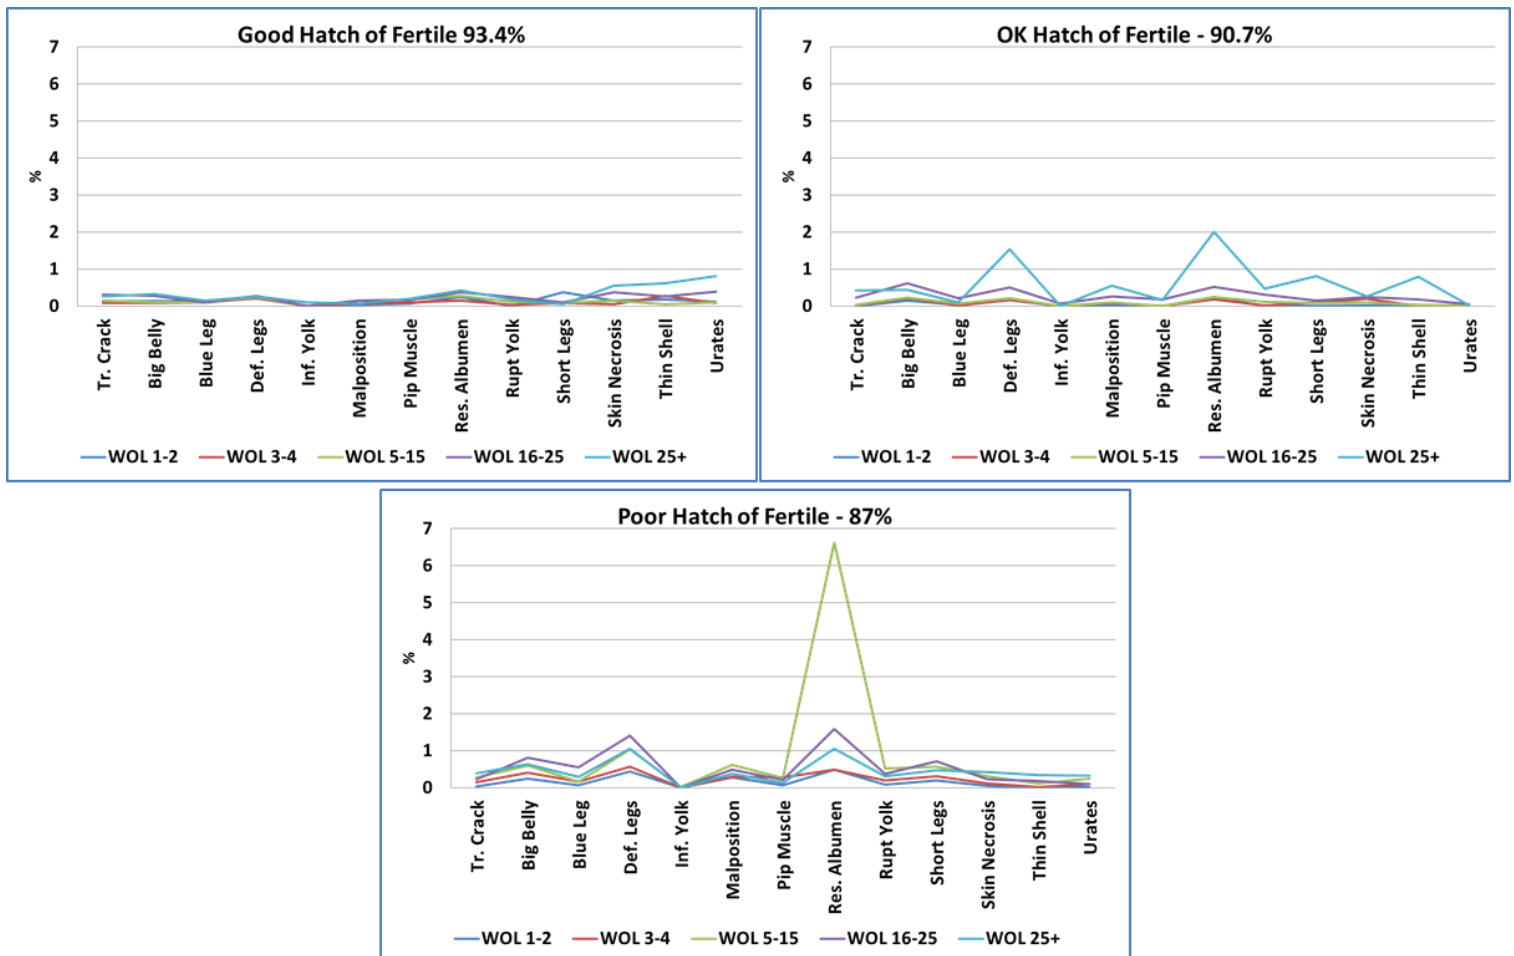 Good Hatch of Fertile 93.4%
7
6
5
4
3
2
1
0
%
Tr. Crack
Big Belly
Blue Leg
Def. Legs
Inf. Yolk
Malposition
Pip Muscle
Res. Albumen
Rupt Yolk
Short Legs
Skin Necrosis
Thin Shell
Urates
WOL 1-2 WOL 3-4 WOL 5-15 WOL 16-25 WOL 25+
OK Hatch of Fertile - 90.7%
7
6
5
4
3
2
1
0
%
Tr. Crack
Big Belly
Blue Leg
Def. Legs
Inf. Yolk
Malposition
Pip Muscle
Res. Albumen
Rupt Yolk
Short Legs
Skin Necrosis
Thin Shell
Urates
WOL 1-2 WOL 3-4 WOL 5-15 WOL 16-25 WOL 25+
Poor Hatch of Fertile - 87%
7
6
5
4
3
2
1
0
%
Tr. Crack
Big Belly
Blue Leg
Def. Legs
Inf. Yolk
Malposition
Pip Muscle
Res. Albumen
Rupt Yolk
Short Legs
Skin Necrosis
Thin Shell
Urates
WOL 1-2 WOL 3-4 WOL 5-15 WOL 16-25 WOL 25+